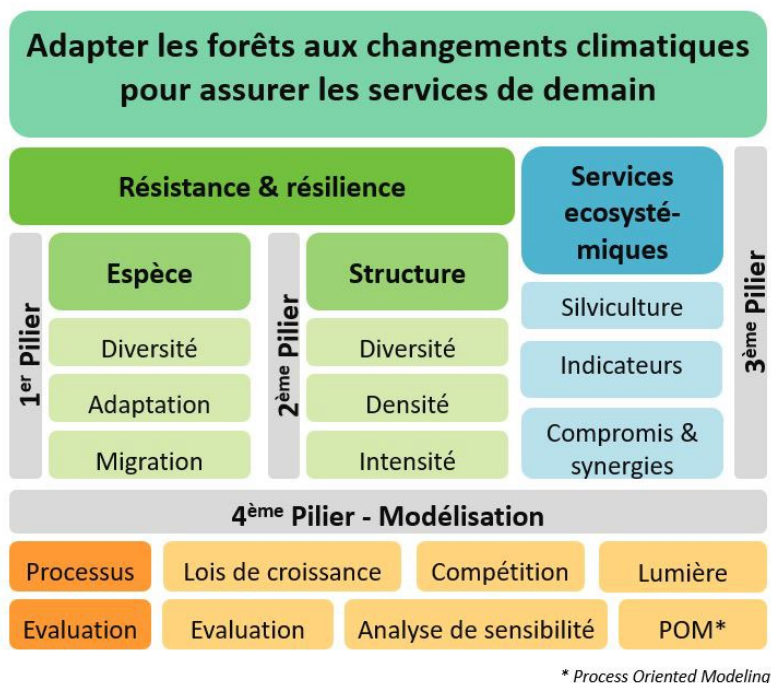 Adapter les forêts aux changements climatiques
pour assurer les services de demain
Résistance & résilience
Services
ecosysté-
miques
3ème Pilier
1er Pilier
Espèce
Diversité
Adaptation
Migration
2ème Pilier
Structure
Diversité
Densité
Intensité
Silviculture
Indicateurs
Compromis &
synergies
4ème Pilier - Modélisation
Processus
Lois de croissance
Compétition
Lumière
Evaluation
Evaluation
Analyse de sensibilité
POM*
* Process Oriented Modeling